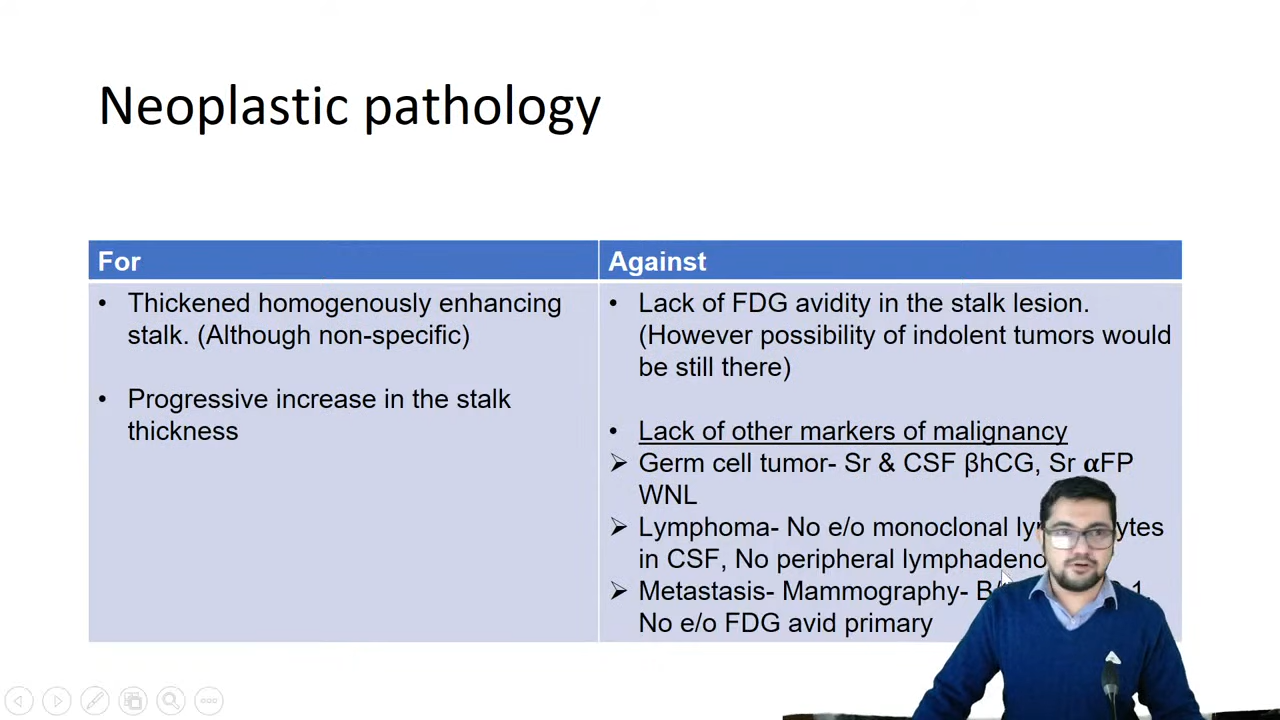 Neoplastic pathology
For
Against
• Thickened homogenously enhancing
stalk. (Although non-specific)
• Progressive increase in the stalk
thickness
• Lack of FDG avidity in the stalk lesion.
(However possibility of indolent tumors would
be still there)
• Lack of other markers of malignancy
➢ Germ cell tumor- Sr & CSF βhCG, Sr αFP
WNL
➢ Lymphoma- No e/o monoclonal
in CSF, No peripheral
➢ Metastasis- Mammography-
No e/o FDG avid primary